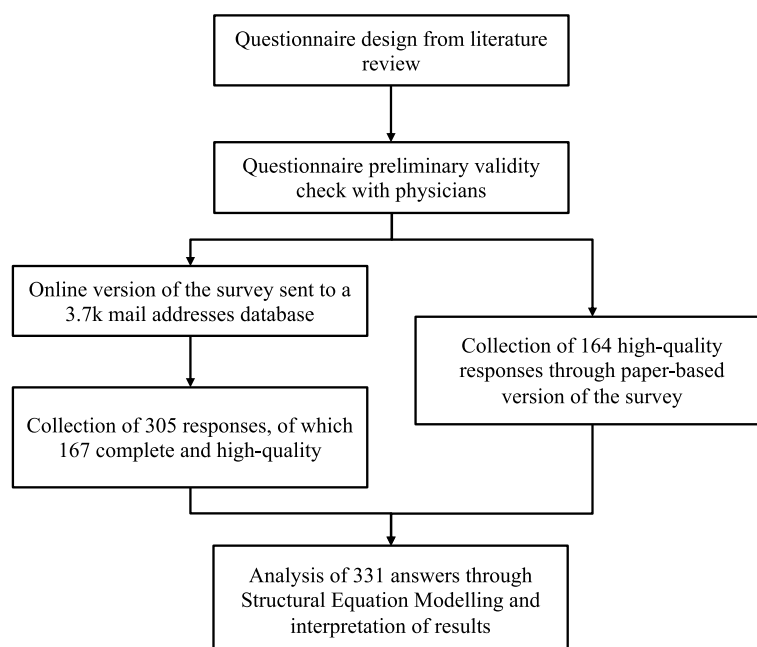 Questionnaire design from literature
review
Questionnaire preliminary validity
check with physicians
Online version of the survey sent to a
3.7k mail addresses database
Collection of 305 responses, of which
167 complete and high-quality
Collection of 164 high-quality
responses through paper-based
version of the survey
Analysis of 331 answers through
Structural Equation Modelling and
interpretation of results